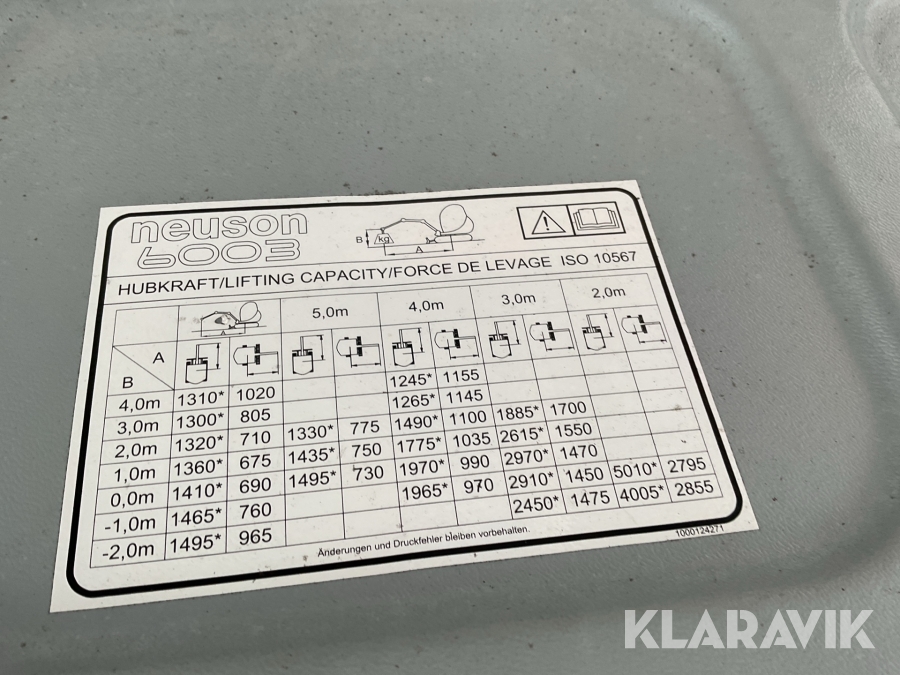 neuson
6003
B kg A
HUBKRAFT/LIFTING CAPACITY/FORCE DE LEVAGE ISO 10567
A 5,0m 4,0m 3,0m 2,0m
A
B
4,0m 1310* 1020 1245* 1155
3,0m 1300* 805 1265* 1145
2,0m 1320* 710 1330* 775 1490* 1100 1885* 1700
1,0m 1360* 675 1435* 750 1775* 1035 2615* 1550
0,0m 1410* 690 1495* 730 1970* 990 2970* 1470
-1,0m 1465* 760 1965* 970 2910* 1450 5010* 2795
-2,0m 1495* 965 2450* 1475 4005* 2855
Änderungen und Druckfehler bleiben vorbehalten.
1000124271
KLARAVIK